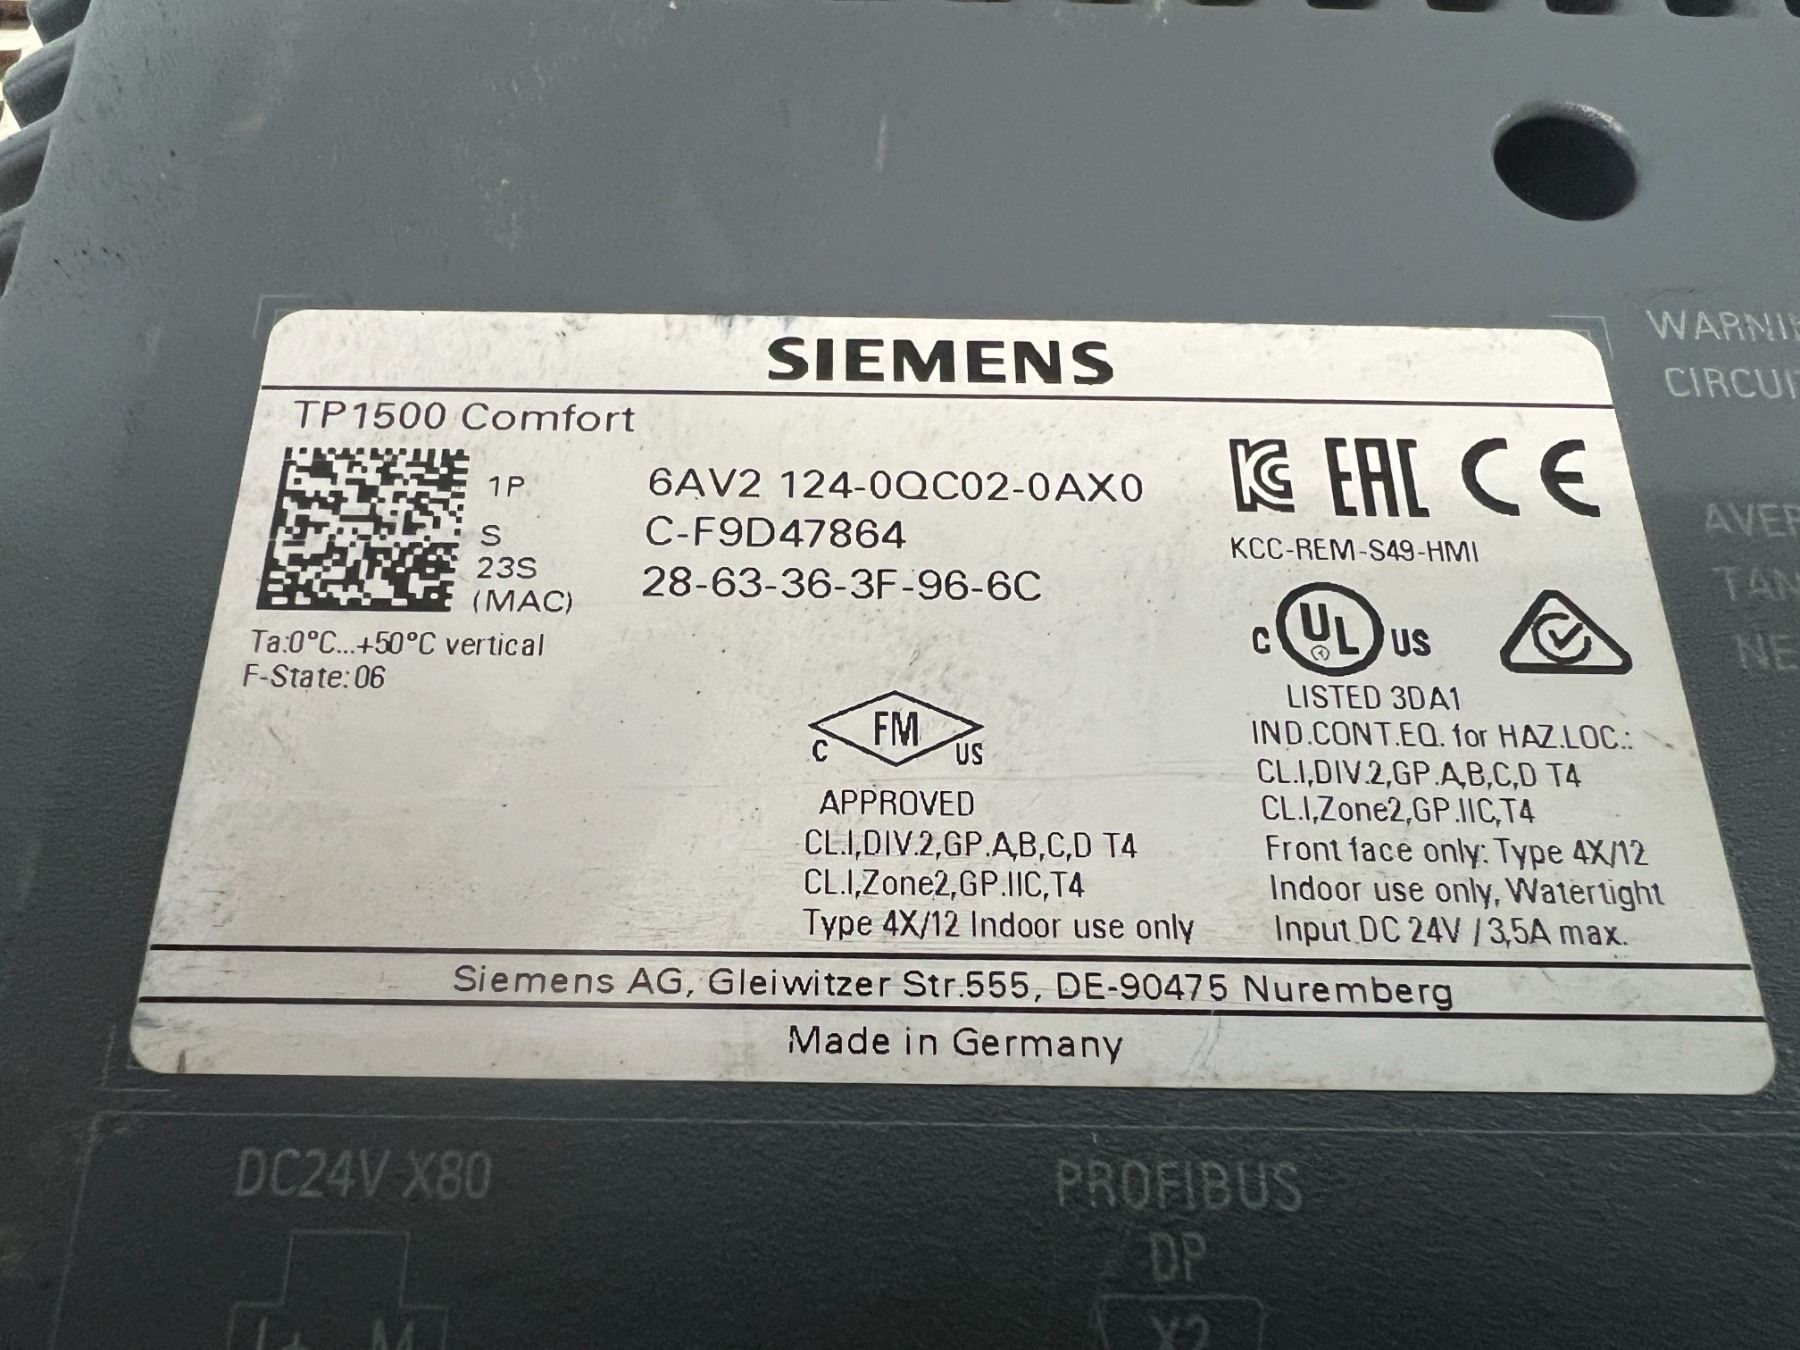 SIEMENS
TP1500 Comfort
1P 6AV2 124-0QC02-0AX0
S C-F9D47864
23S 28-63-36-3F-96-6C
(MAC)
Ta:0°C...+50°C vertical
F-State:06
KC EAC CE
KCC-REM-S49-HMI
C UL US
LISTED 3DA1
IND.CONT.EQ. for HAZ.LOC.:
CL.I,DIV.2,GP.A,B,C,D T4
CL.I,Zone2,GP.IIC,T4
Front face only: Type 4X/12
Indoor use only, Watertight
Input DC 24V / 3,5A max.
C FM US
APPROVED
CL.I,DIV.2,GP.A,B,C,D T4
CL.I,Zone2,GP.IIC,T4
Type 4X/12 Indoor use only
Siemens AG, Gleiwitzer Str.555, DE-90475 Nuremberg
Made in Germany
DC24V X80
L+ M
PROFIBUS
DP
X2